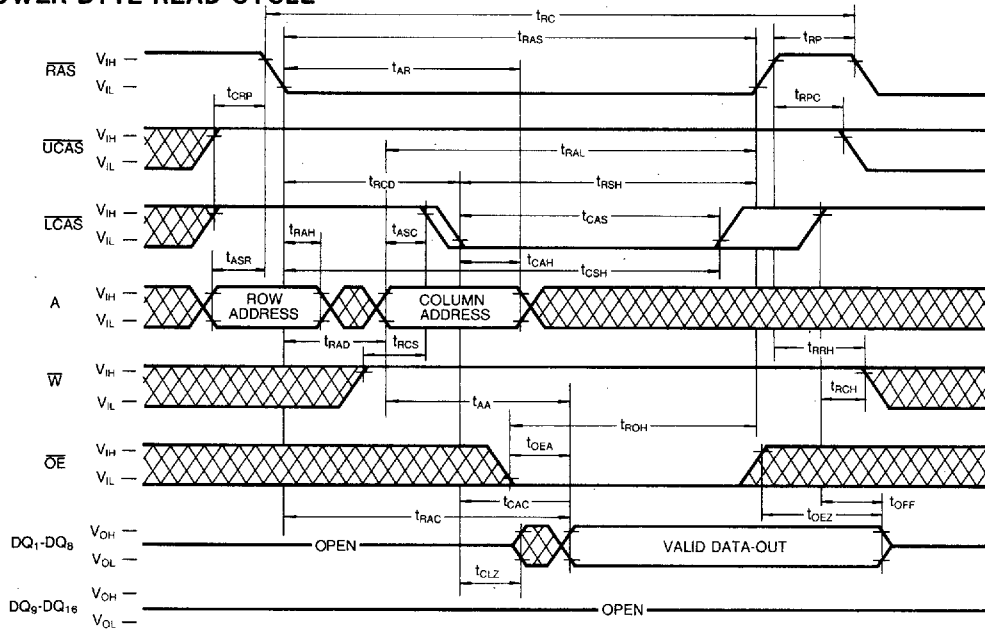 LOWER BYTE READ CYCLE
tRC
tRAS
tRP
tAR
RAS
VIH
VIL
tCRP
tRPC
UCAS
VIH
VIL
tRAL
tRCD
tRSH
LCAS
VIH
VIL
tCAS
tRAH
tASC
tASR
tCAH
tCSH
A
VIH
VIL
ROW
ADDRESS
COLUMN
ADDRESS
tRAD
tRCS
tRRH
W
VIH
VIL
tRCH
tAA
tROH
tOEA
OE
VIH
VIL
tCAC
tOFF
tRAC
tOEZ
DQ1-DQ8
VOH
VOL
OPEN
VALID DATA-OUT
tCLZ
DQ9-DQ16
VOH
VOL
OPEN